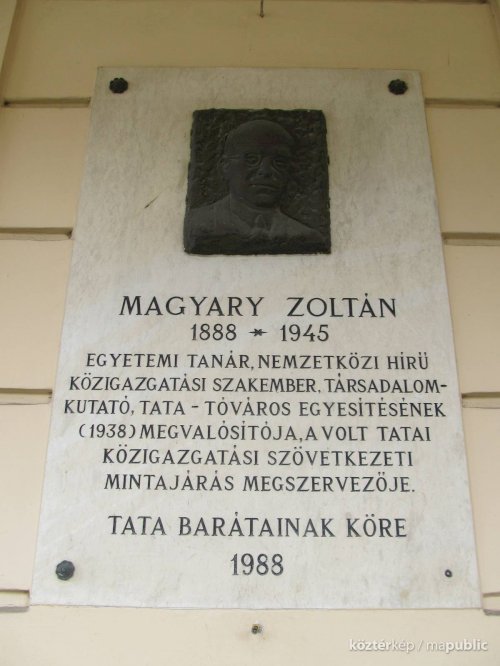 MAGYARY ZOLTÁN
1888 * 1945
EGYETEMI TANÁR, NEMZETKÖZI HÍRÜ
KÖZIGAZGATÁSI SZAKEMBER, TÁRSADALOM-
KUTATÓ, TATA - TÓVÁROS EGYESÍTÉSÉNEK
(1938) MEGVALÓSÍTÓJA, A VOLT TATAI
KÖZIGAZGATÁSI SZÖVETKEZETI
MINTAJÁRÁS MEGSZERVEZŐJE.
TATA BARÁTAINAK KÖRE
1988
köztérkép / mapublic